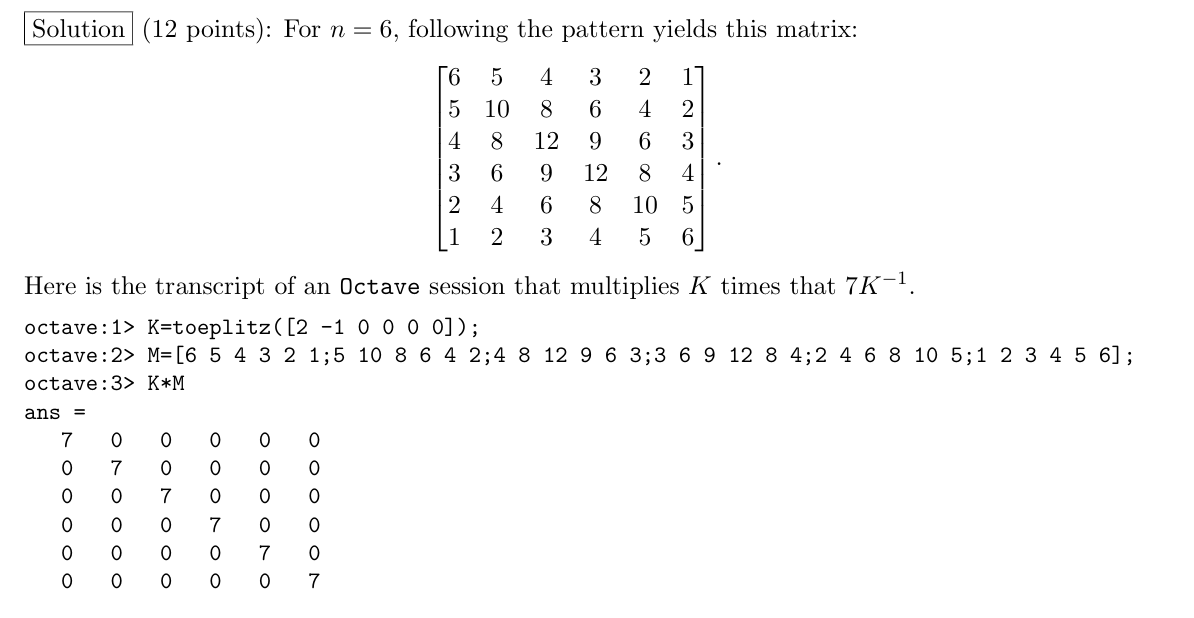 Solution (12 points): For n = 6, following the pattern yields this matrix:
6 5 4 3 2 1
5 10 8 6 4 2
4 8 12 9 6 3
3 6 9 12 8 4
2 4 6 8 10 5
1 2 3 4 5 6
.
Here is the transcript of an Octave session that multiplies K times that 7K⁻¹.
octave:1> K=toeplitz([2 -1 0 0 0 0]);
octave:2> M=[6 5 4 3 2 1;5 10 8 6 4 2;4 8 12 9 6 3;3 6 9 12 8 4;2 4 6 8 10 5;1 2 3 4 5 6];
octave:3> K*M
ans =
7 0 0 0 0 0
0 7 0 0 0 0
0 0 7 0 0 0
0 0 0 7 0 0
0 0 0 0 7 0
0 0 0 0 0 7